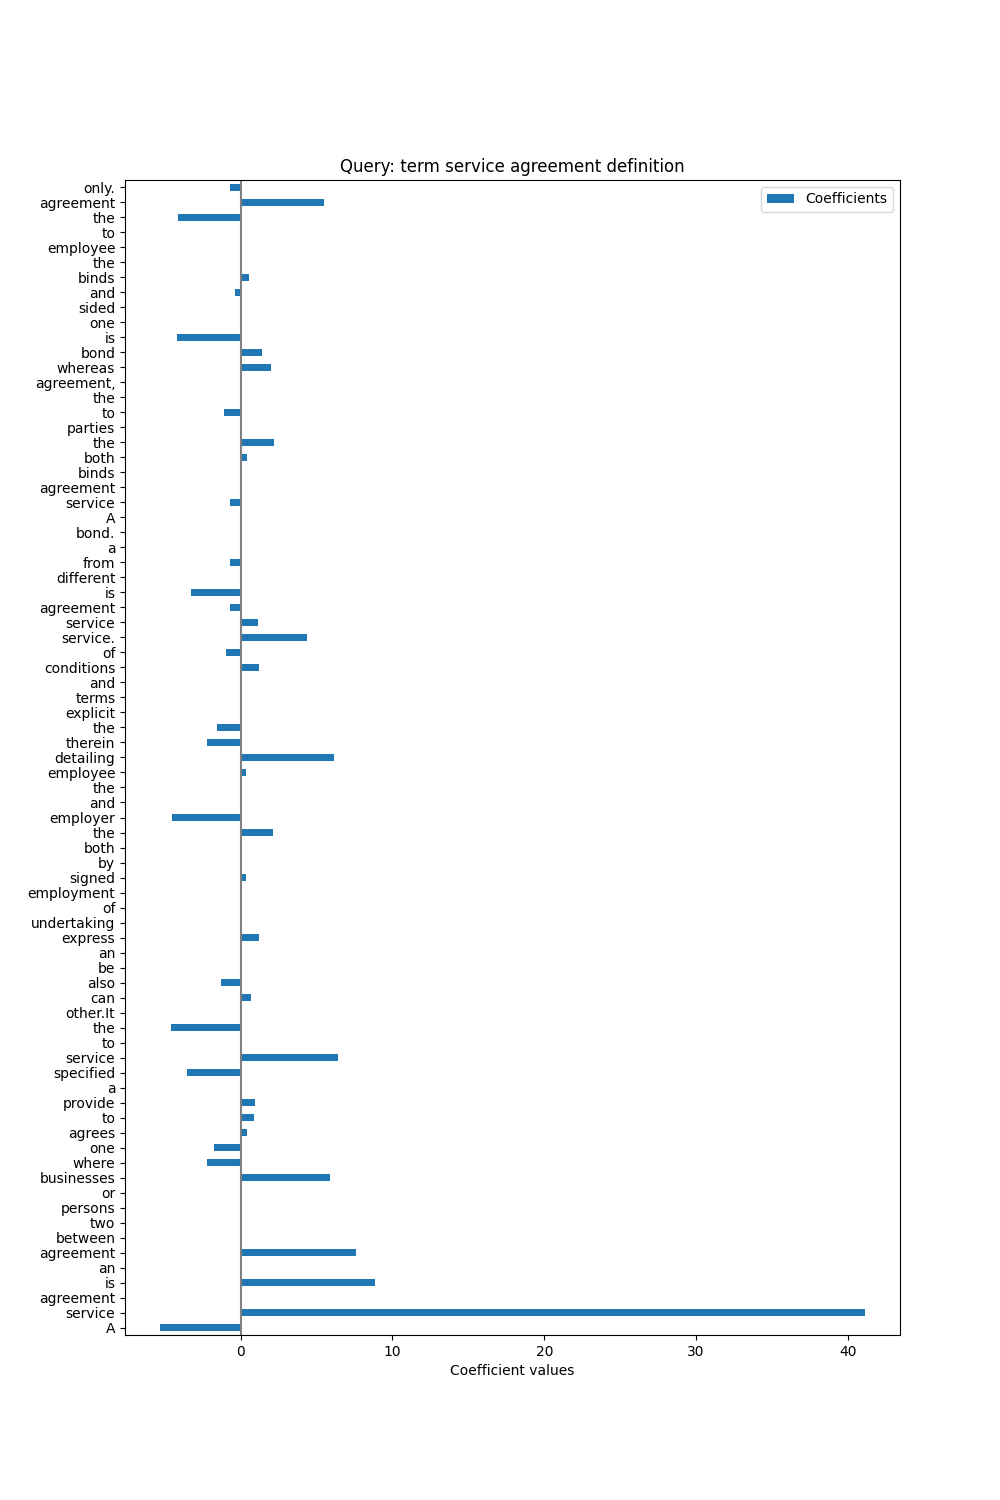 Query: term service agreement definition
Coefficients
only.
agreement
the
to
employee
the
binds
and
sided
one
is
bond
whereas
agreement,
the
to
parties
the
both
binds
agreement
service
A
bond.
a
from
different
is
agreement
service
service.
of
conditions
and
terms
explicit
the
therein
detailing
employee
the
and
employer
the
both
by
signed
employment
of
undertaking
express
an
be
also
can
other.It
the
to
service
specified
a
provide
to
agrees
one
where
businesses
or
persons
two
between
agreement
an
is
agreement
service
A
0 10 20 30 40
Coefficient values